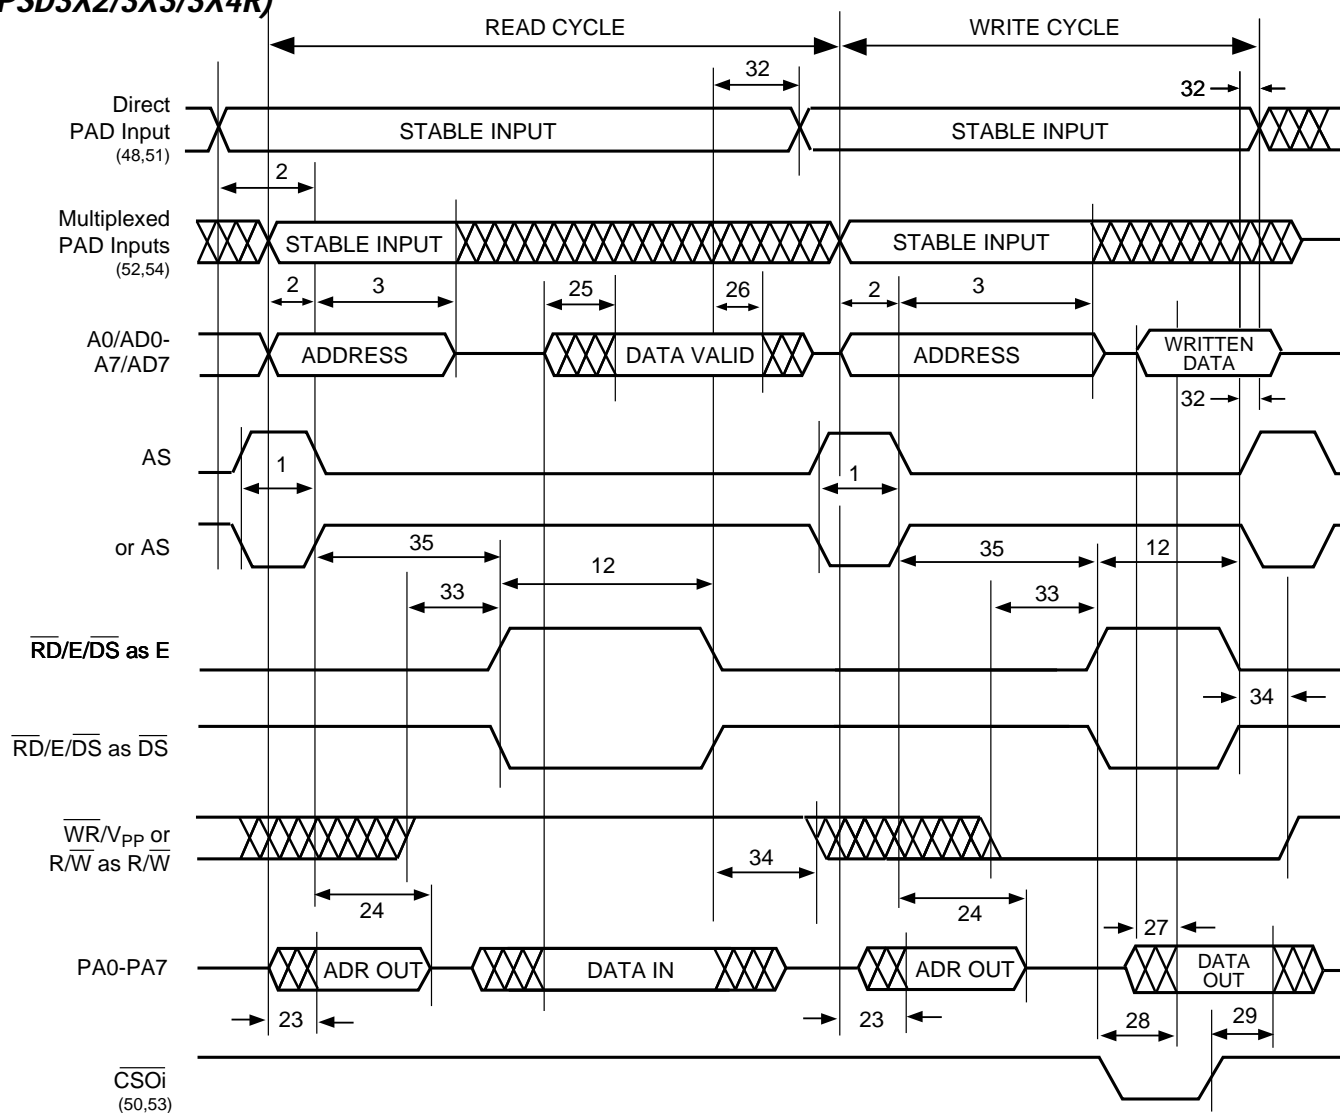 PSD3X2/3X3/3X4R)
READ CYCLE
WRITE CYCLE
32
32
Direct
PAD Input
(48,51)
STABLE INPUT
STABLE INPUT
2
Multiplexed
PAD Inputs
(52,54)
STABLE INPUT
STABLE INPUT
2
3
25
26
2
3
A0/AD0-
A7/AD7
ADDRESS
DATA VALID
ADDRESS
WRITTEN
DATA
32
AS
1
1
or AS
35
12
35
12
33
33
RD/E/DS as E
34
RD/E/DS as DS
WR/VPP or
R/W as R/W
34
24
24
27
PA0-PA7
ADR OUT
DATA IN
ADR OUT
DATA
OUT
23
23
28
29
CSOi
(50,53)